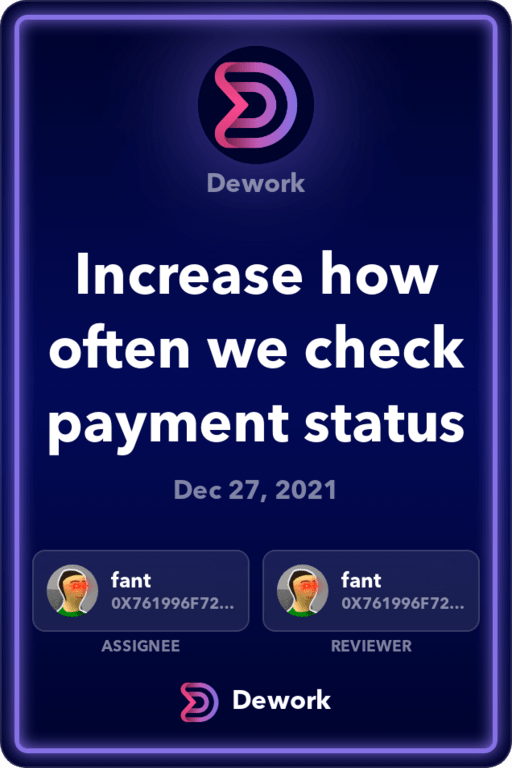 Dework
Increase how
often we check
payment status
Dec 27, 2021
fant
0X761996F72...
ASSIGNEE
fant
0X761996F72...
REVIEWER
Dework